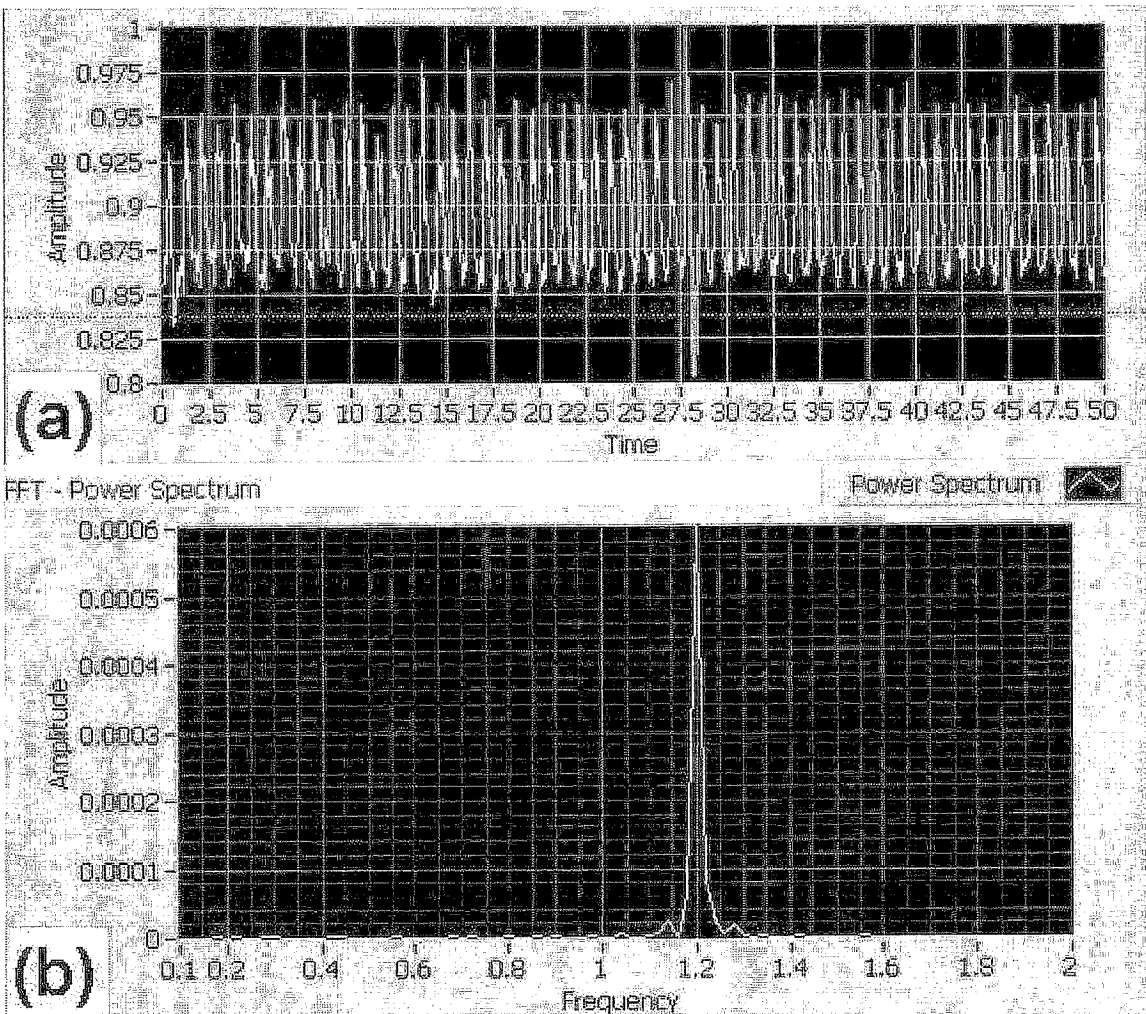 1
0.975
0.95
0.925
0.9
0.875
0.85
0.825
0.8
Amplitude
0 2.5 5 7.5 10 12.5 15 17.5 20 22.5 25 27.5 30 32.5 35 37.5 40 42.5 45 47.5 50
Time
(a)
FFT - Power Spectrum
Power Spectrum
0.0006
0.0005
0.0004
0.0003
0.0002
0.0001
0
Amplitude
0.1 0.2 0.4 0.6 0.8 1 1.2 1.4 1.6 1.8 2
Frequency
(b)